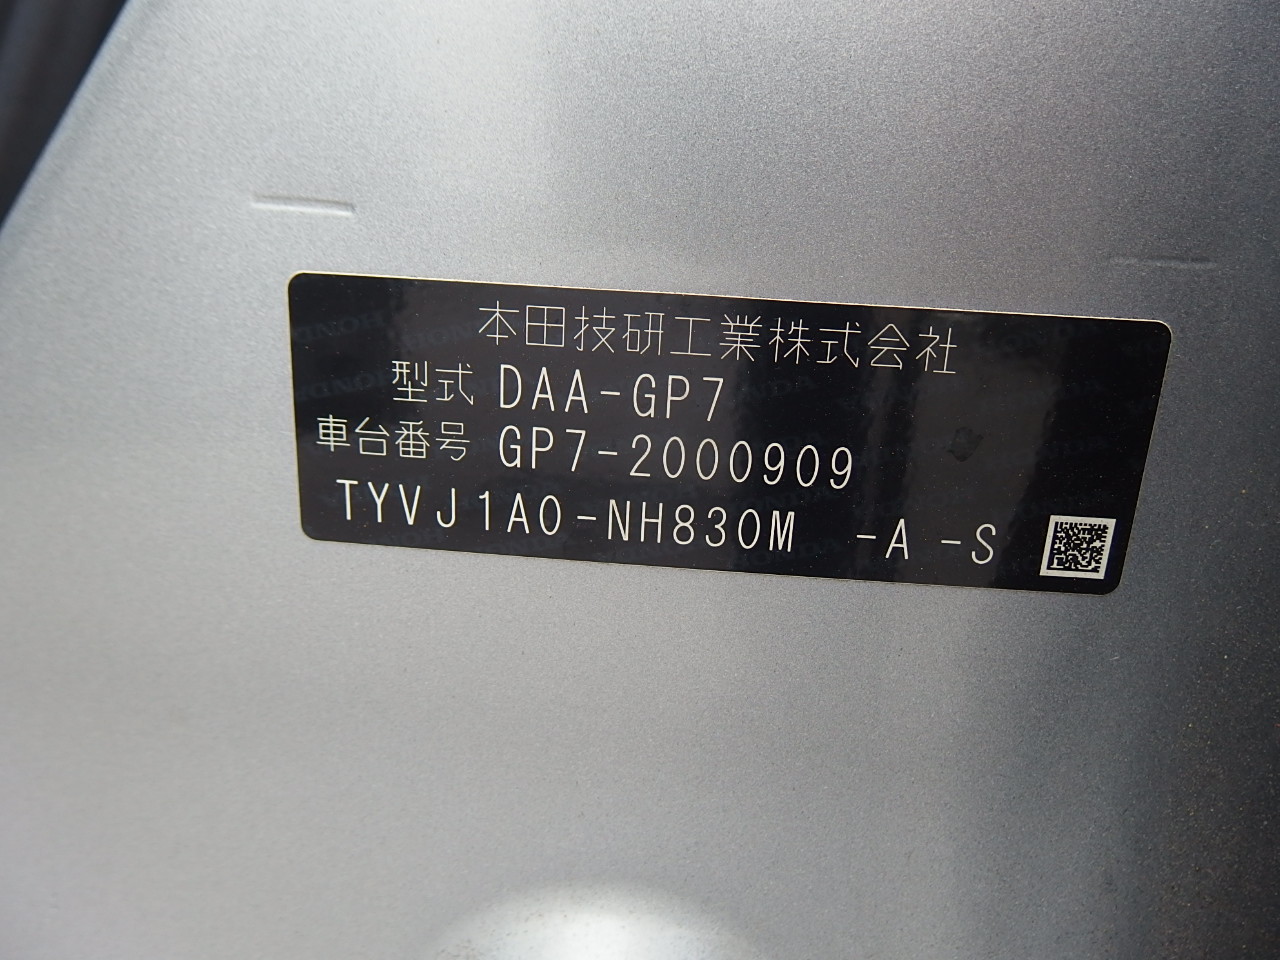 本田技研工業株式会社
型式 DAA-GP7
車台番号 GP7-2000909
TYVJ1A0-NH830M -A -S